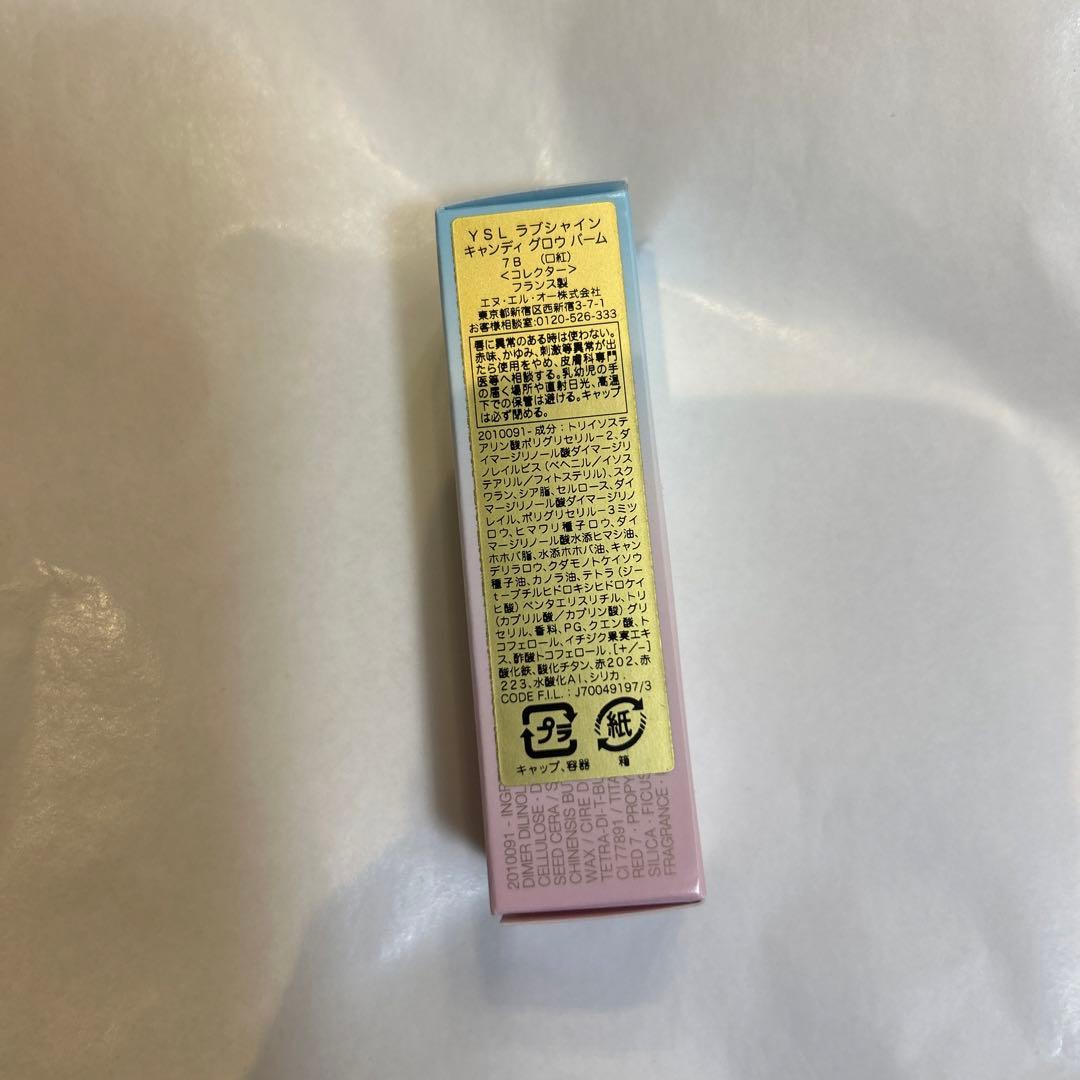 YSL ラブシャイン
キャンディ グロウ バーム
7B (口紅)
<コレクター>
フランス製
エヌ・エル・オー株式会社
東京都新宿区西新宿3-7-1
お客様相談室:0120-526-333
唇に異常のある時は使わない。
赤味、かゆみ、刺激等異常が出
たら使用をやめ、皮膚科専門
医等へ相談する。乳幼児の手
の届く場所や直射日光、高温
下での保管は避ける。キャップ
は必ず閉める。
2010091- 成分:トリイソステ
アリン酸ポリグリセリル-2、ダ
イマージリノール酸ダイマージリ
ノレイルビス(ベヘニル/イソス
テアリル/フィトステリル)、スク
ワラン、シア脂、セルロース、ダイ
マージリノール酸ダイマージリノ
レイル、ポリグリセリル-3ミツ
ロウ、ヒマワリ種子ロウ、ダイ
マージリノール酸水添ヒマシ油、
ホホバ脂、水添ホホバ油、キャン
デリラロウ、クダモノトケイソウ
種子油、カノラ油、テトラ(ジー
t-ブチルヒドロキシヒドロケイ
ヒ酸)ペンタエリスリチル、トリ
(カプリル酸/カプリン酸)グリ
セリル、香料、PG、クエン酸、ト
コフェロール、イチジク果実エキ
ス、酢酸トコフェロール、[+/-]
酸化鉄、酸化チタン、赤202、赤
223、水酸化Al、シリカ
CODE F.I.L. : J70049197/3
プラ 紙
キャップ、容器 箱
2010091 - INGR
DIMER DILINOL
CELLULOSE · D
SEED CERA / S
CHINENSIS BU
WAX / CIRE D
TETRA-DI-T-BU
CI 77891 / TITA
RED 7 · PROPY
SILICA · FICUS
FRAGRANCE ·